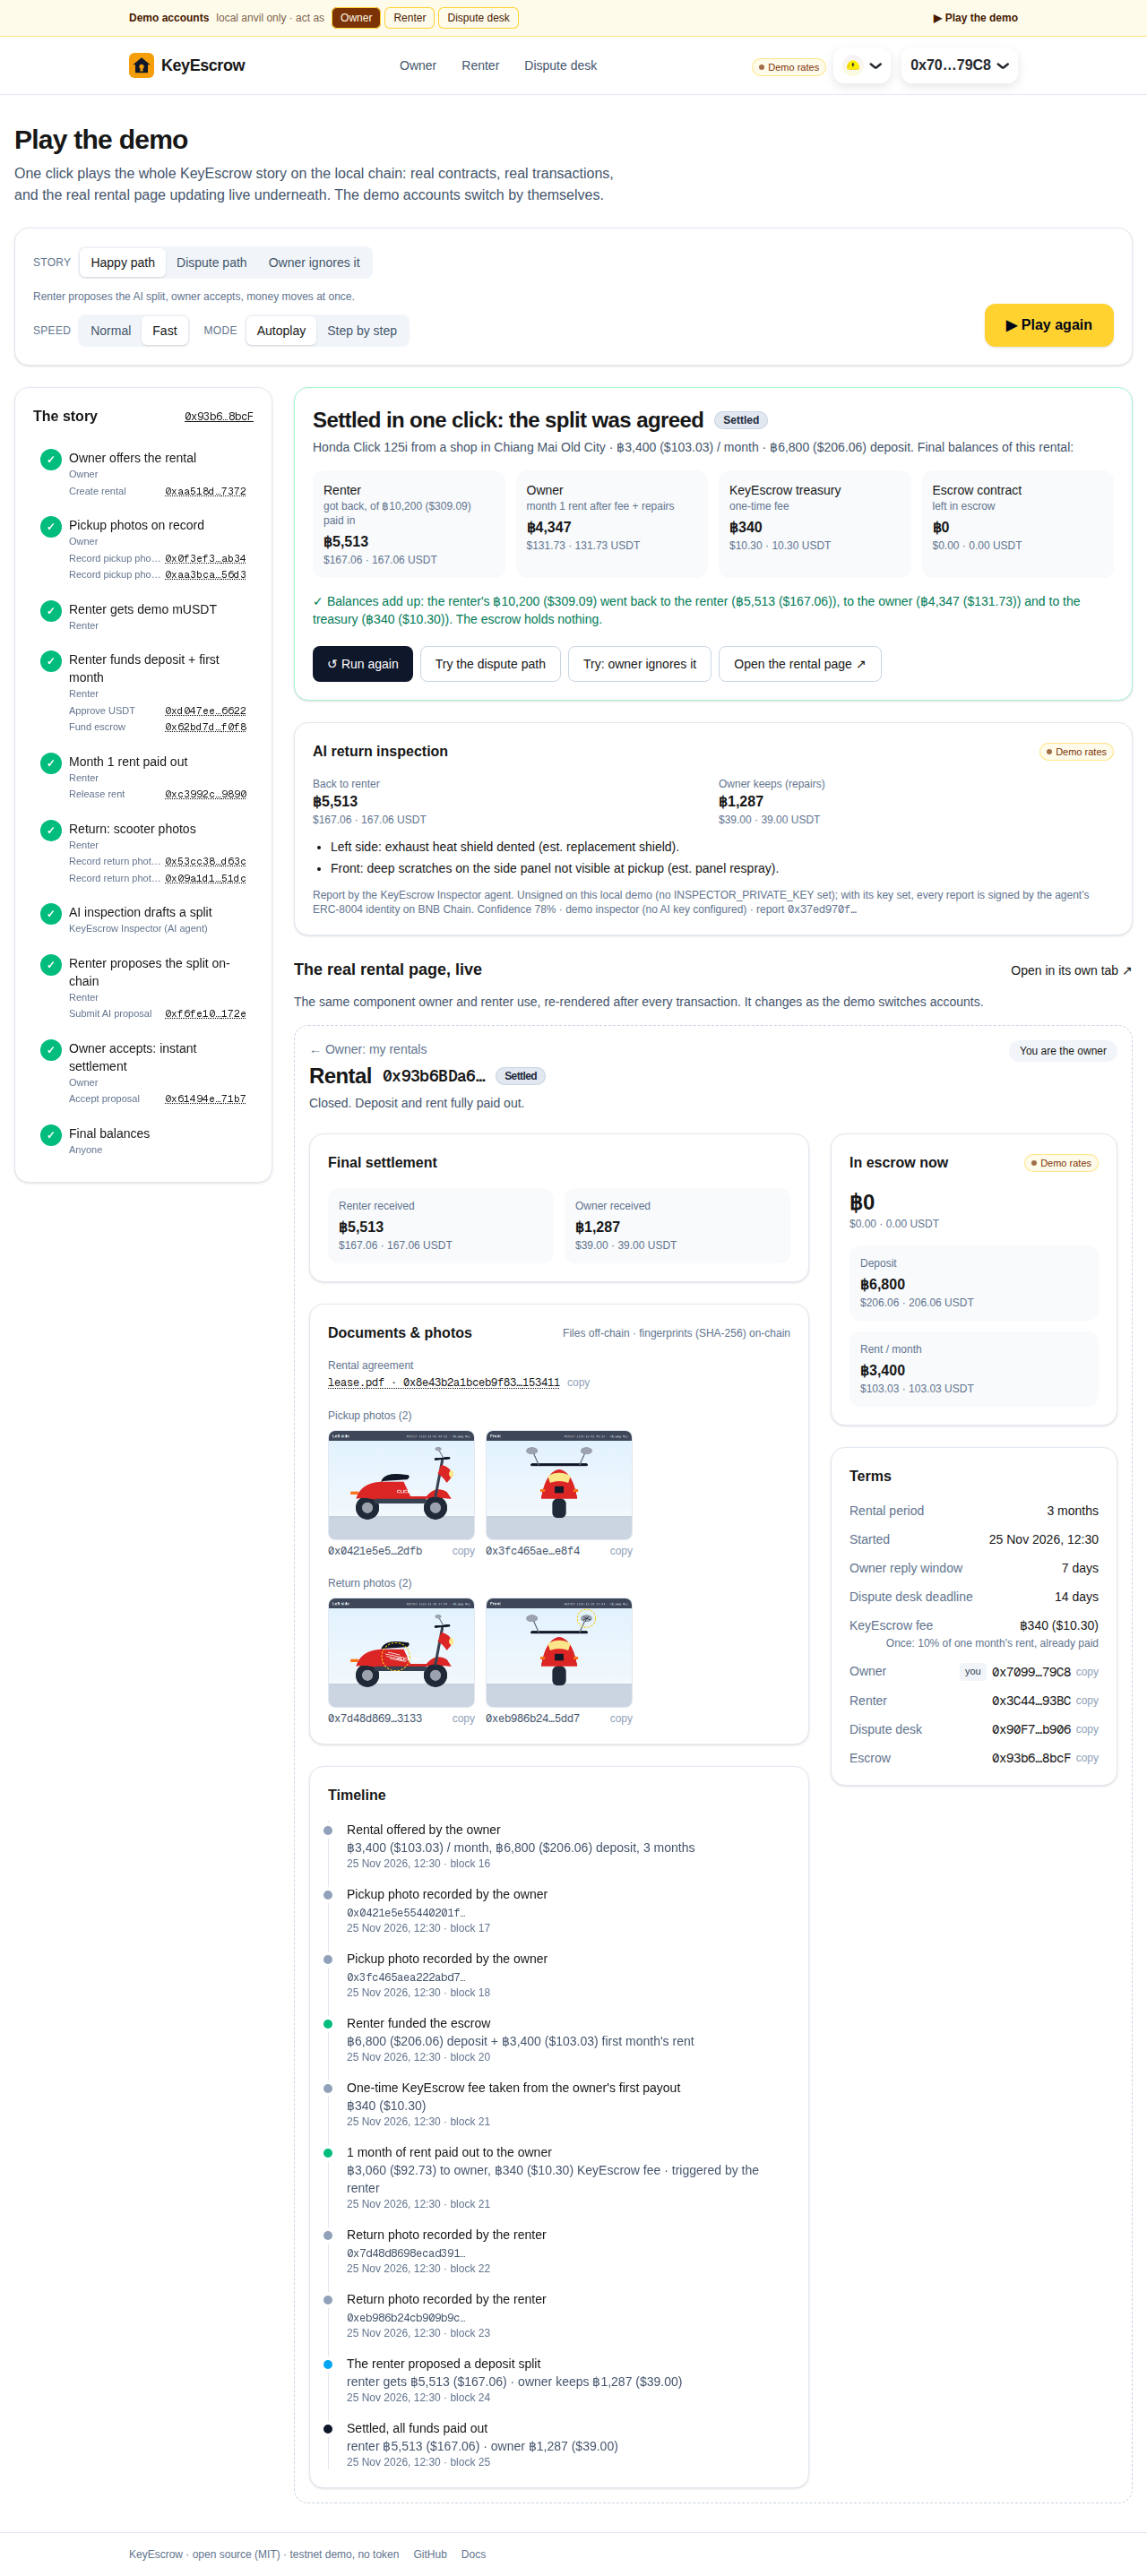 Demo accounts local anvil only · act as Owner Renter Dispute desk ▶ Play the demo
KeyEscrow Owner Renter Dispute desk Demo rates 0x70…79C8
Play the demo
One click plays the whole KeyEscrow story on the local chain: real contracts, real transactions,
and the real rental page updating live underneath. The demo accounts switch by themselves.
STORY Happy path Dispute path Owner ignores it
Renter proposes the AI split, owner accepts, money moves at once.
SPEED Normal Fast MODE Autoplay Step by step
▶ Play again
The story 0x93b6…8bcF
✓ Owner offers the rental
Owner
Create rental 0xaa518d…7372
✓ Pickup photos on record
Owner
Record pickup pho… 0x0f3ef3…ab34
Record pickup pho… 0xaa3bca…56d3
✓ Renter gets demo mUSDT
Renter
✓ Renter funds deposit + first
month
Renter
Approve USDT 0xd047ee…6622
Fund escrow 0x62bd7d…f0f8
✓ Month 1 rent paid out
Renter
Release rent 0xc3992c…9890
✓ Return: scooter photos
Renter
Record return phot… 0x53cc38…d63c
Record return phot… 0x09a1d1…51dc
✓ AI inspection drafts a split
KeyEscrow Inspector (AI agent)
✓ Renter proposes the split on-
chain
Renter
Submit AI proposal 0xf6fe10…172e
✓ Owner accepts: instant
settlement
Owner
Accept proposal 0x61494e…71b7
✓ Final balances
Anyone
Settled in one click: the split was agreed Settled
Honda Click 125i from a shop in Chiang Mai Old City · ฿3,400 ($103.03) / month · ฿6,800 ($206.06) deposit. Final balances of this rental:
Renter
got back, of ฿10,200 ($309.09)
paid in
฿5,513
$167.06 · 167.06 USDT
Owner
month 1 rent after fee + repairs
฿4,347
$131.73 · 131.73 USDT
KeyEscrow treasury
one-time fee
฿340
$10.30 · 10.30 USDT
Escrow contract
left in escrow
฿0
$0.00 · 0.00 USDT
✓ Balances add up: the renter's ฿10,200 ($309.09) went back to the renter (฿5,513 ($167.06)), to the owner (฿4,347 ($131.73)) and to the
treasury (฿340 ($10.30)). The escrow holds nothing.
↺ Run again Try the dispute path Try: owner ignores it Open the rental page ↗
AI return inspection Demo rates
Back to renter
฿5,513
$167.06 · 167.06 USDT
Owner keeps (repairs)
฿1,287
$39.00 · 39.00 USDT
• Left side: exhaust heat shield dented (est. replacement shield).
• Front: deep scratches on the side panel not visible at pickup (est. panel respray).
Report by the KeyEscrow Inspector agent. Unsigned on this local demo (no INSPECTOR_PRIVATE_KEY set); with its key set, every report is signed by the agent's
ERC-8004 identity on BNB Chain. Confidence 78% · demo inspector (no AI key configured) · report 0x37ed970f…
The real rental page, live Open in its own tab ↗
The same component owner and renter use, re-rendered after every transaction. It changes as the demo switches accounts.
← Owner: my rentals You are the owner
Rental 0x93b6BDa6… Settled
Closed. Deposit and rent fully paid out.
Final settlement
Renter received
฿5,513
$167.06 · 167.06 USDT
Owner received
฿1,287
$39.00 · 39.00 USDT
Documents & photos Files off-chain · fingerprints (SHA-256) on-chain
Rental agreement
lease.pdf · 0x8e43b2a1bceb9f83…153411 copy
Pickup photos (2)
Left side
Front
0x0421e5e5…2dfb copy 0x3fc465ae…e8f4 copy
Return photos (2)
Left side
Front
0x7d48d869…3133 copy 0xeb986b24…5dd7 copy
Timeline
Rental offered by the owner
฿3,400 ($103.03) / month, ฿6,800 ($206.06) deposit, 3 months
25 Nov 2026, 12:30 · block 16
Pickup photo recorded by the owner
0x0421e5e55440201f…
25 Nov 2026, 12:30 · block 17
Pickup photo recorded by the owner
0x3fc465aea222abd7…
25 Nov 2026, 12:30 · block 18
Renter funded the escrow
฿6,800 ($206.06) deposit + ฿3,400 ($103.03) first month's rent
25 Nov 2026, 12:30 · block 20
One-time KeyEscrow fee taken from the owner's first payout
฿340 ($10.30)
25 Nov 2026, 12:30 · block 21
1 month of rent paid out to the owner
฿3,060 ($92.73) to owner, ฿340 ($10.30) KeyEscrow fee · triggered by the
renter
25 Nov 2026, 12:30 · block 21
Return photo recorded by the renter
0x7d48d8698ecad391…
25 Nov 2026, 12:30 · block 22
Return photo recorded by the renter
0xeb986b24cb909b9c…
25 Nov 2026, 12:30 · block 23
The renter proposed a deposit split
renter gets ฿5,513 ($167.06) · owner keeps ฿1,287 ($39.00)
25 Nov 2026, 12:30 · block 24
Settled, all funds paid out
renter ฿5,513 ($167.06) · owner ฿1,287 ($39.00)
25 Nov 2026, 12:30 · block 25
In escrow now Demo rates
฿0
$0.00 · 0.00 USDT
Deposit
฿6,800
$206.06 · 206.06 USDT
Rent / month
฿3,400
$103.03 · 103.03 USDT
Terms
Rental period 3 months
Started 25 Nov 2026, 12:30
Owner reply window 7 days
Dispute desk deadline 14 days
KeyEscrow fee ฿340 ($10.30)
Once: 10% of one month's rent, already paid
Owner you 0x7099…79C8 copy
Renter 0x3C44…93BC copy
Dispute desk 0x90F7…b906 copy
Escrow 0x93b6…8bcF copy
KeyEscrow · open source (MIT) · testnet demo, no token GitHub Docs